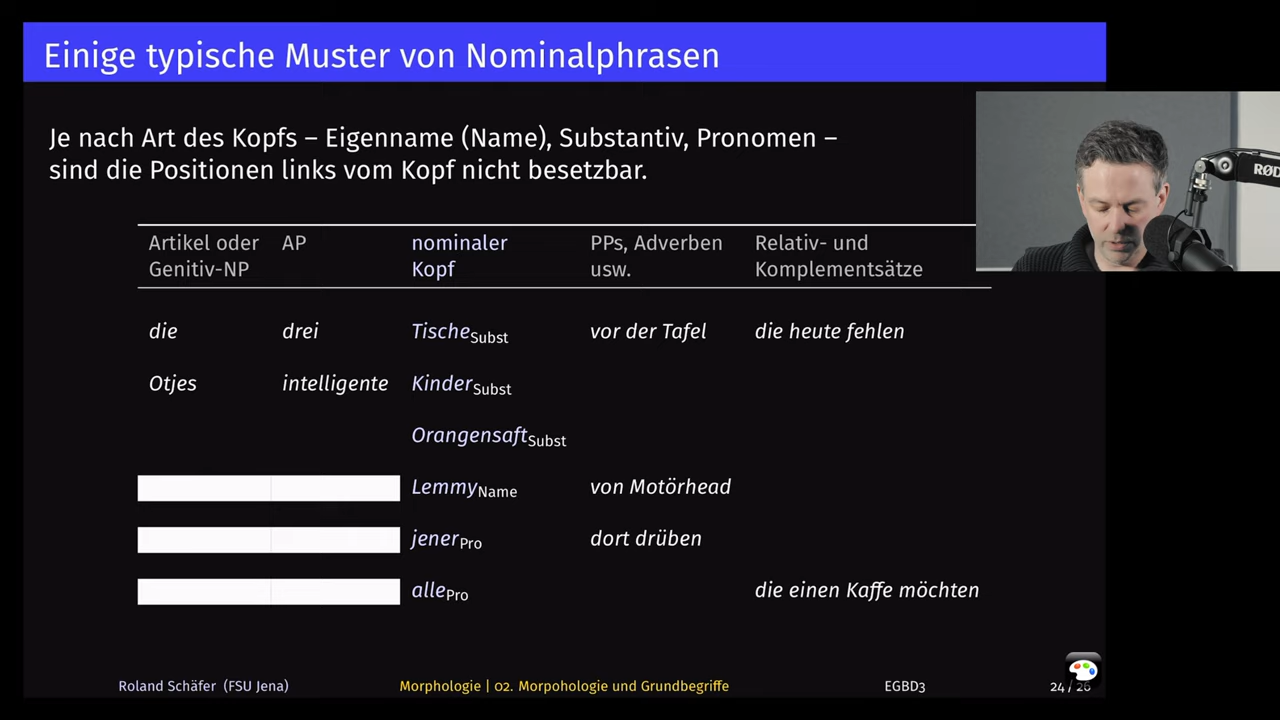 Einige typische Muster von Nominalphrasen
Je nach Art des Kopfs – Eigenname (Name), Substantiv, Pronomen –
sind die Positionen links vom Kopf nicht besetzbar.
Artikel oder AP nominaler PPs, Adverben Relativ- und
Genitiv-NP Kopf usw. Komplementsätze
die drei TischeSubst vor der Tafel die heute fehlen
Otjes intelligente KinderSubst
OrangensaftSubst
LemmyName von Motörhead
jenerPro dort drüben
allePro die einen Kaffe möchten
Roland Schäfer (FSU Jena) Morphologie | 02. Morpohologie und Grundbegriffe EGBD3 24 / 26
RØD